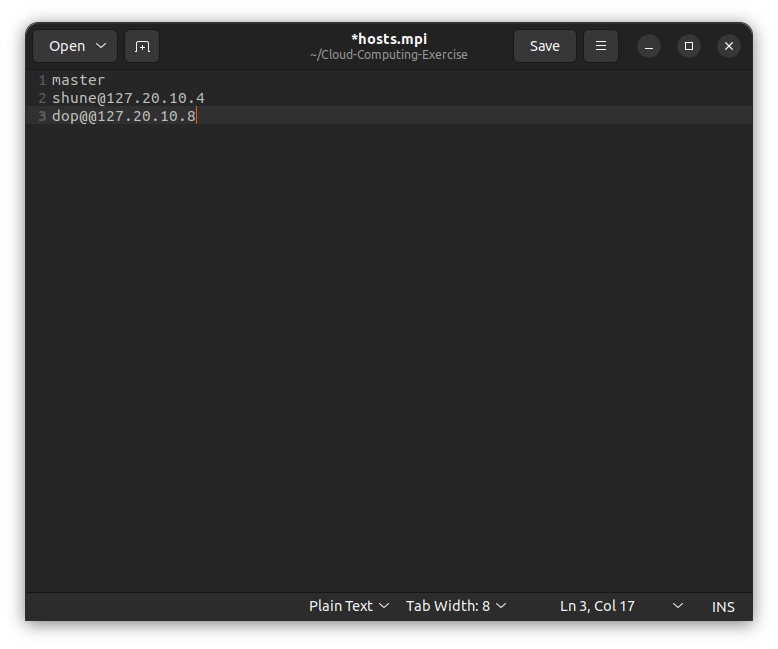 Open
*hosts.mpi
~/Cloud-Computing-Exercise
Save
1 master
2 shune@127.20.10.4
3 dop@@127.20.10.8
Plain Text
Tab Width: 8
Ln 3, Col 17
INS